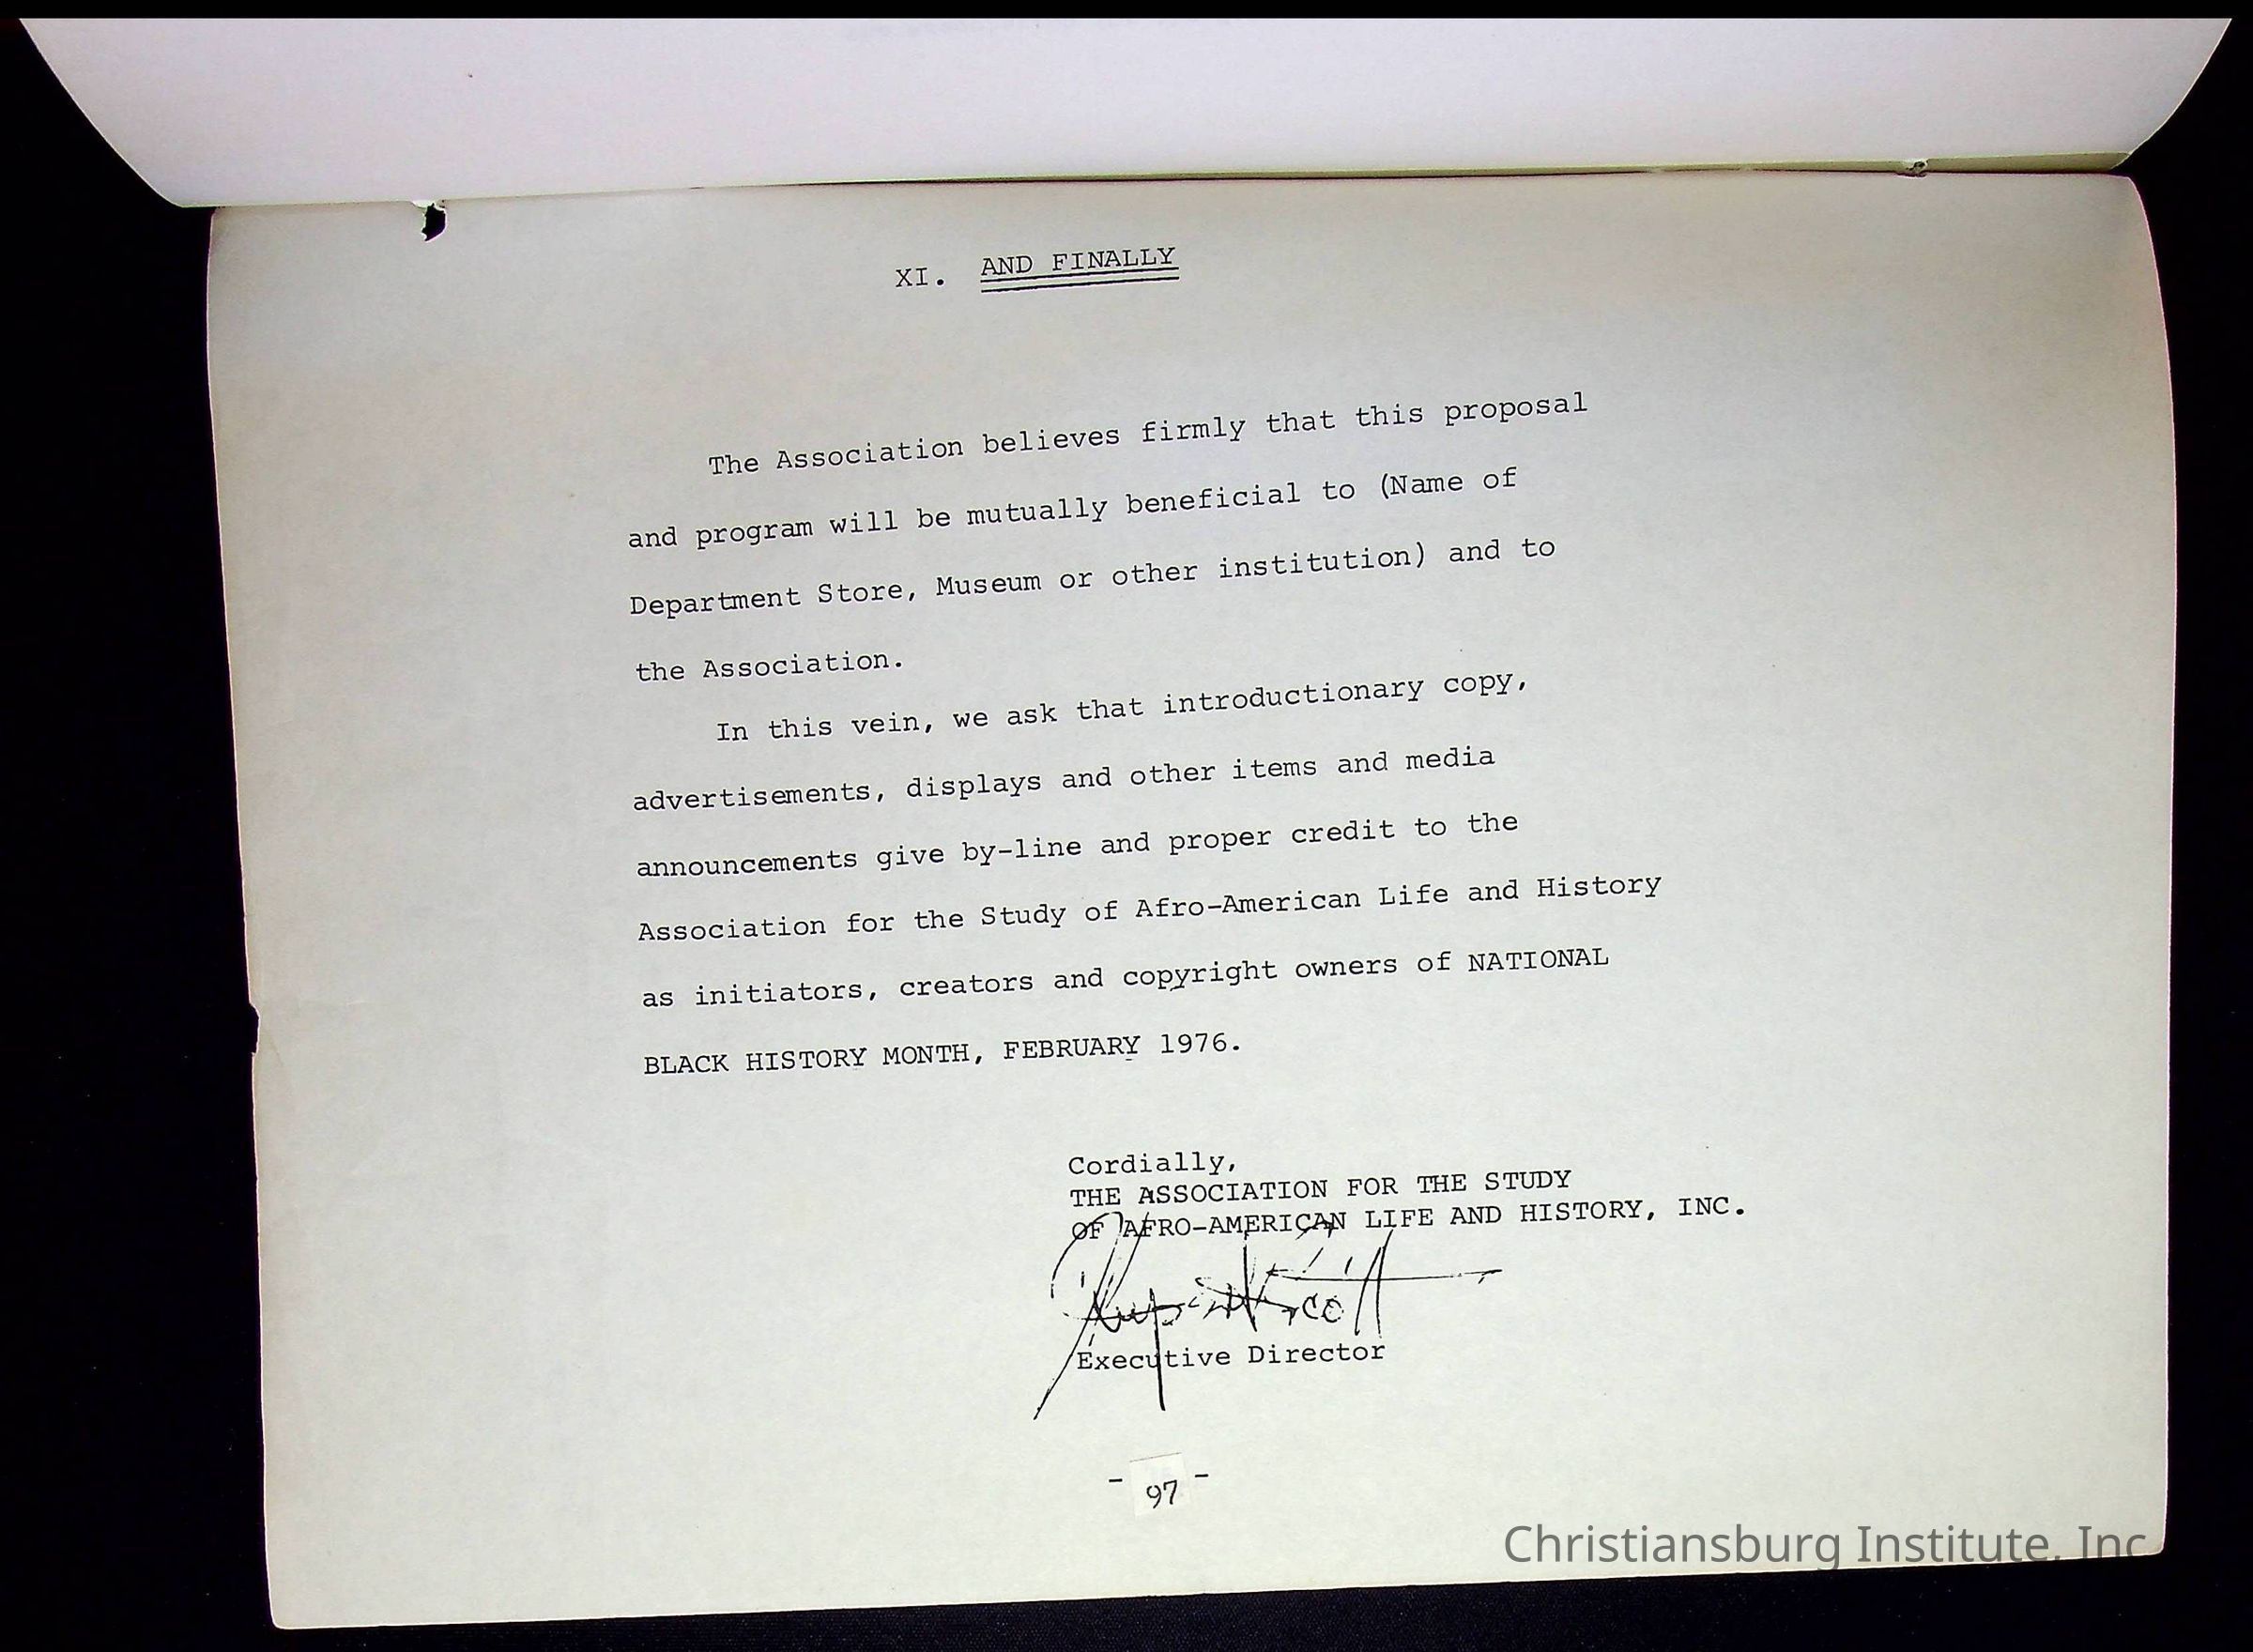 XI. AND FINALLY
The Association believes firmly that this proposal
and program will be mutually beneficial to (Name of
Department Store, Museum or other institution) and to
the Association.
In this vein, we ask that introductionary copy,
advertisements, displays and other items and media
announcements give by-line and proper credit to the
Association for the Study of Afro-American Life and History
as initiators, creators and copyright owners of NATIONAL
BLACK HISTORY MONTH, FEBRUARY 1976.
Cordially,
THE ASSOCIATION FOR THE STUDY
OF AFRO-AMERICAN LIFE AND HISTORY, INC.
Executive Director
- 97 -
Christiansburg Institute, Inc